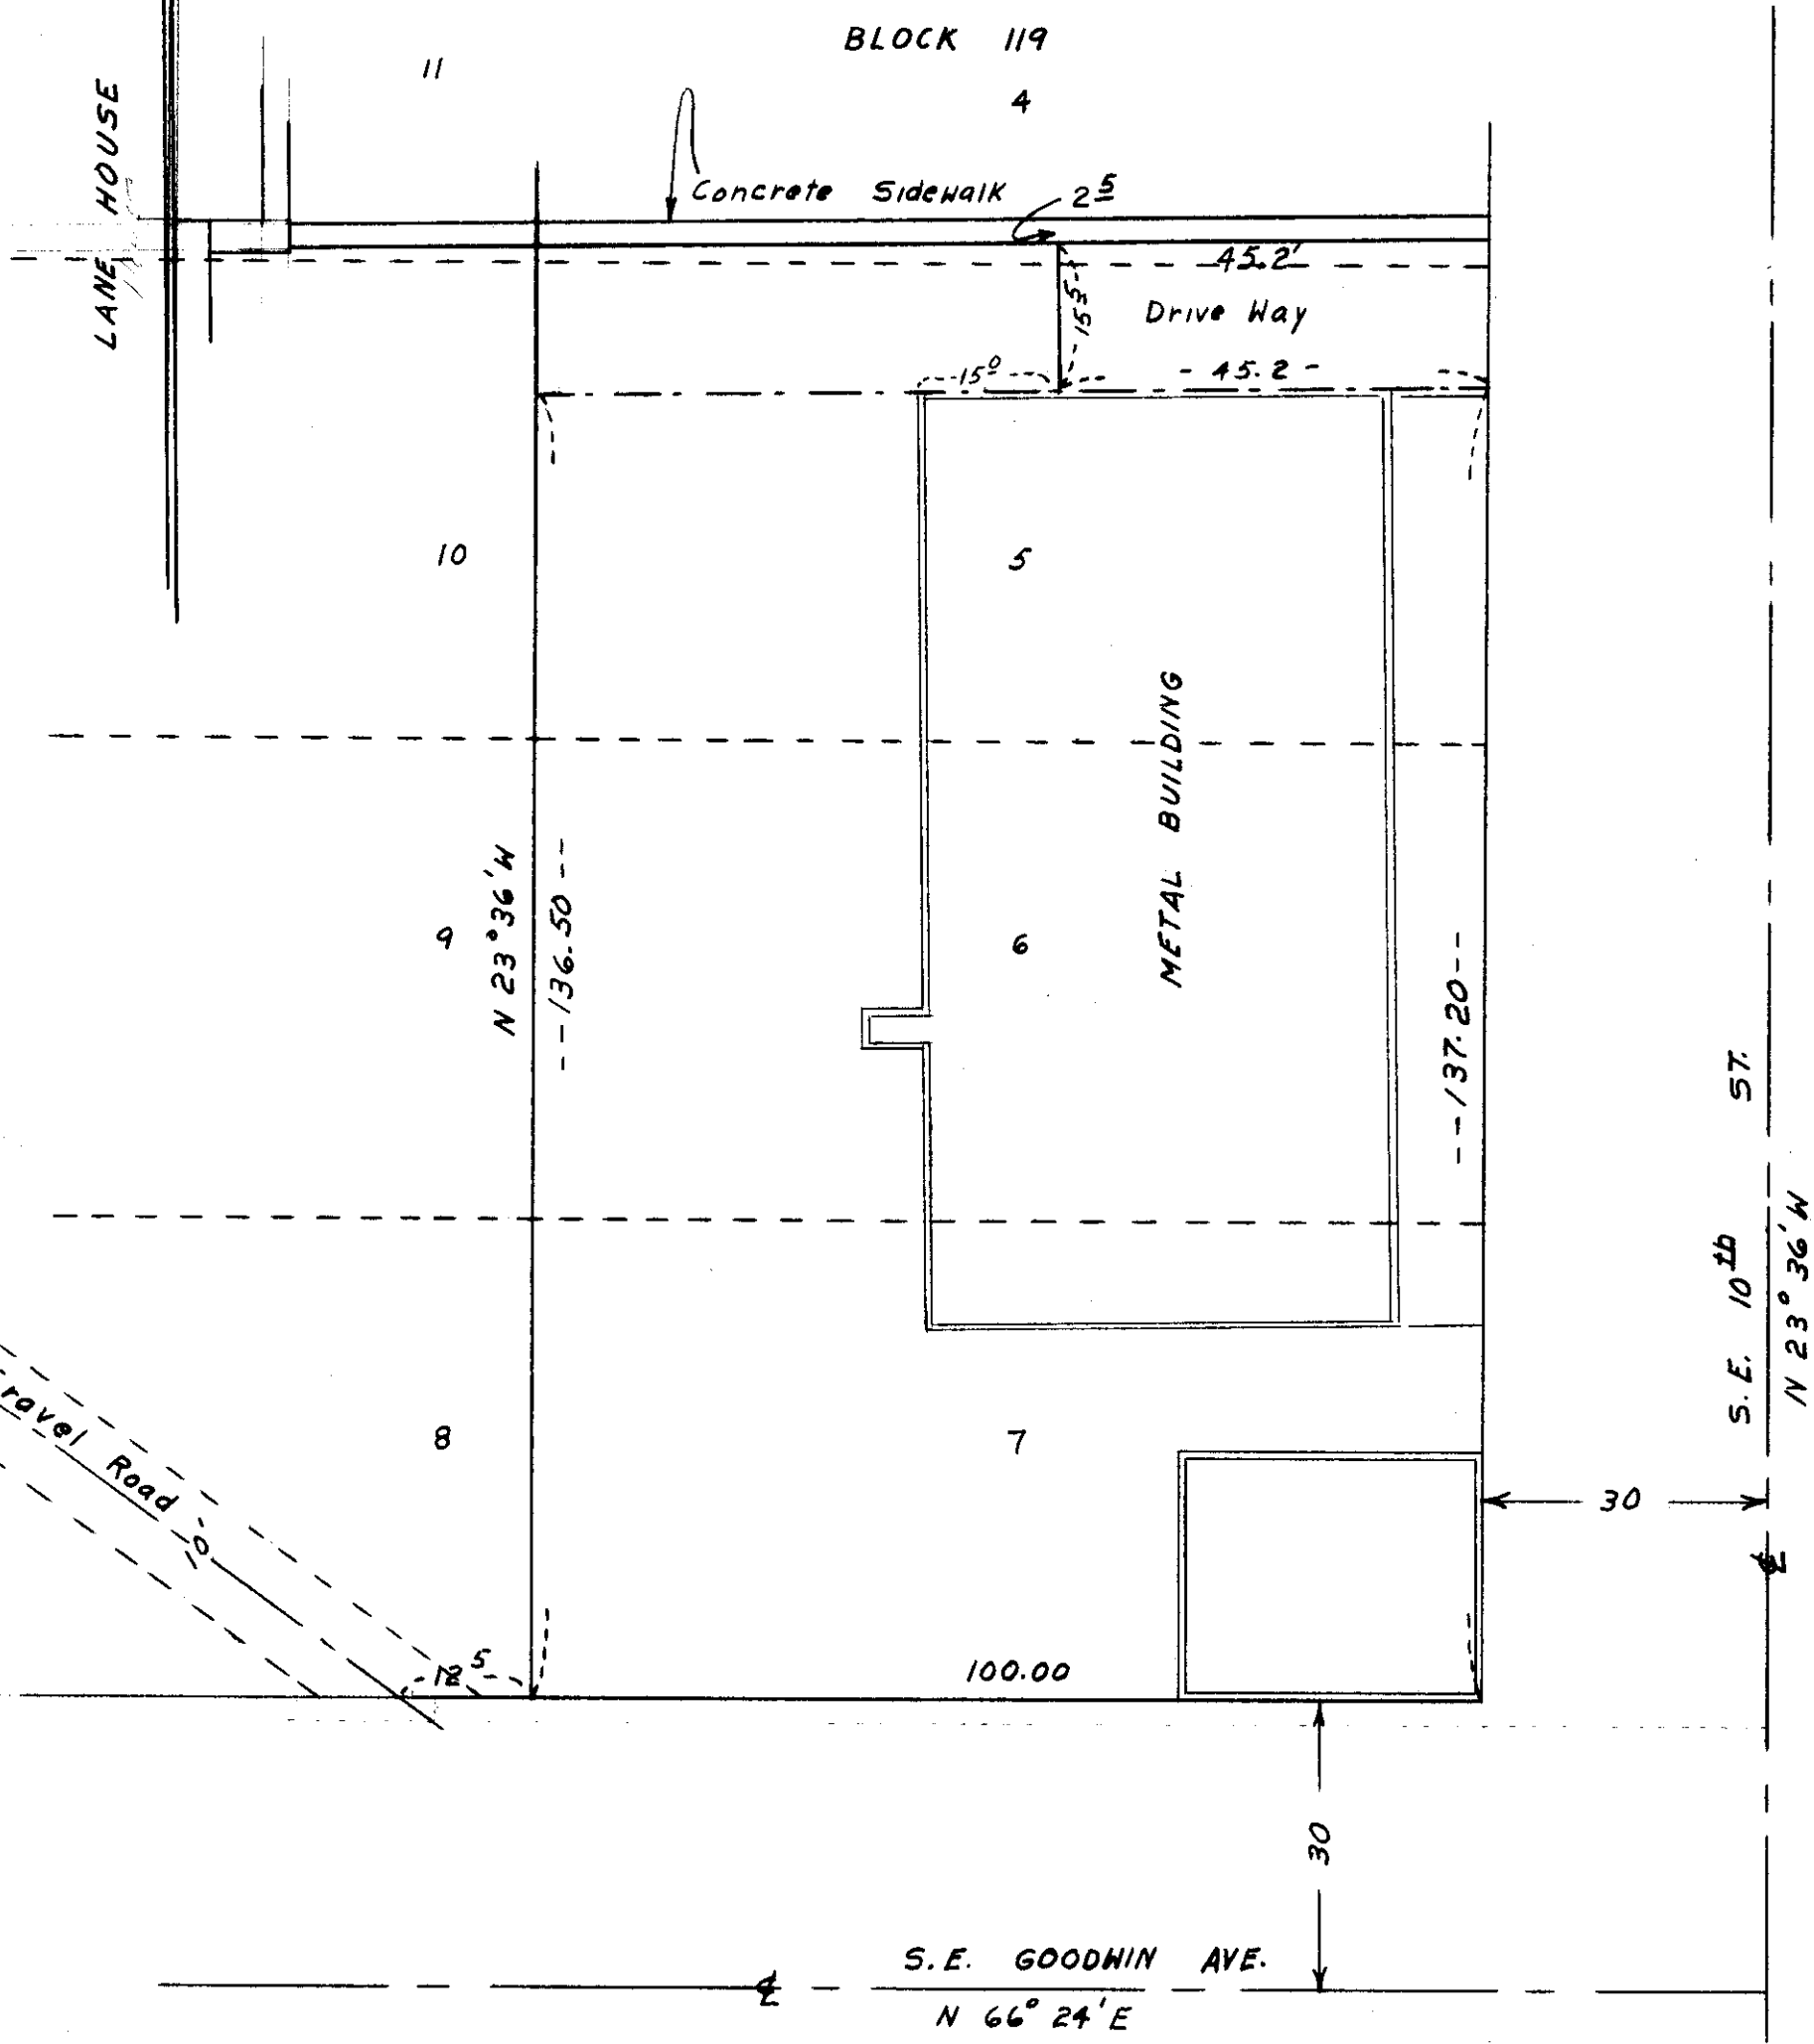 BLOCK 119
11
4
LANE HOUSE
Concrete Sidewalk
2 5
45.2'
15 5
Drive Way
15 0
- 45.2 -
10
5
METAL BUILDING
N 23° 36' W
--136.50--
9
6
--137.20--
S.E. 10th ST.
N 23° 36' W
ravel Road
8
7
30
12 5
100.00
30
S.E. GOODWIN AVE.
N 66° 24' E